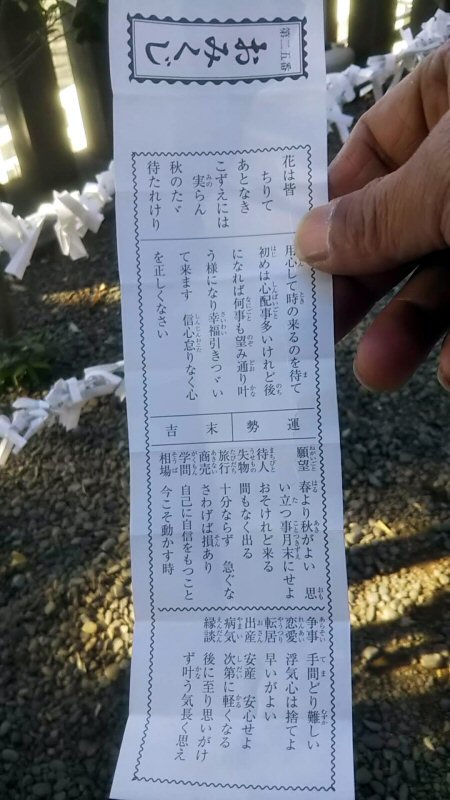 第二五番
おみくじ
花は皆
ちりて
あとなき
こずえには
実らん
秋のたゞ
待たれけり
用心して時の来るのを待て
初めは心配事多いけれど後
になれば何事も望み通り叶
う様になり幸福引きつゞい
て来ます 信心怠りなく心
を正しくなさい
運勢 末吉
願望 春より秋がよい 思
い立つ事月末にせよ
待人 おそけれど来る
失物 間もなく出る
旅行 十分ならず 急ぐな
商売 さわげば損あり
学問 自己に自信をもつこと
相場 今こそ動かす時
争事 手間どり難しい
恋愛 浮気心は捨てよ
転居 早いがよい
出産 安産 安心せよ
病気 次第に軽くなる
縁談 後に至り思いがけ
ず叶う気長く思え